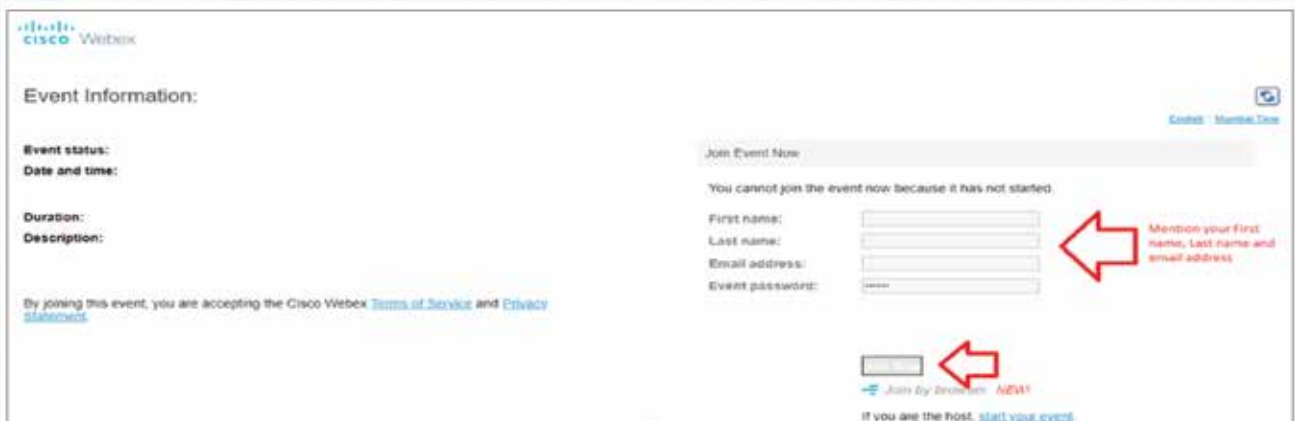 CISCO Webex
Event Information:
English : Mumbai Time
Event status:
Date and time:
Duration:
Description:
By joining this event, you are accepting the Cisco Webex Terms of Service and Privacy
Statement.
Join Event Now
You cannot join the event now because it has not started.
First name:
Last name:
Email address:
Event password:
Mention your First
name, Last name and
email address
Join by browser NEW!
If you are the host, start your event.